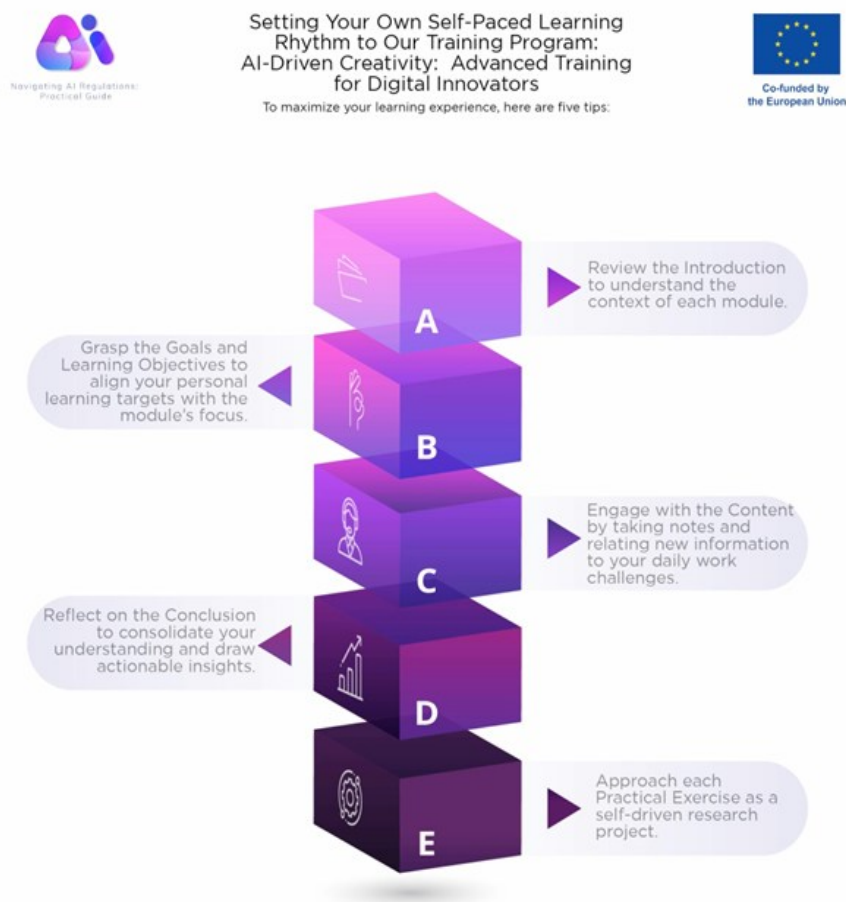 Setting Your Own Self-Paced Learning
Rhythm to Our Training Program:
AI-Driven Creativity: Advanced Training
for Digital Innovators
To maximize your learning experience, here are five tips:
Ai
Navigating AI Regulations:
Practical Guide
Co-funded by
the European Union
A
Review the Introduction
to understand the
context of each module.
Grasp the Goals and
Learning Objectives to
align your personal
learning targets with the
module's focus.
B
C
Engage with the Content
by taking notes and
relating new information
to your daily work
challenges.
Reflect on the Conclusion
to consolidate your
understanding and draw
actionable insights.
D
E
Approach each
Practical Exercise as a
self-driven research
project.